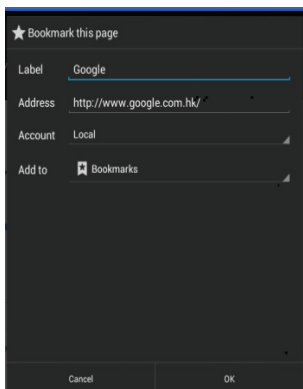 Bookmark this page
Label Google
Address http://www.google.com.hk/
Account Local
Add to Bookmarks
Cancel OK